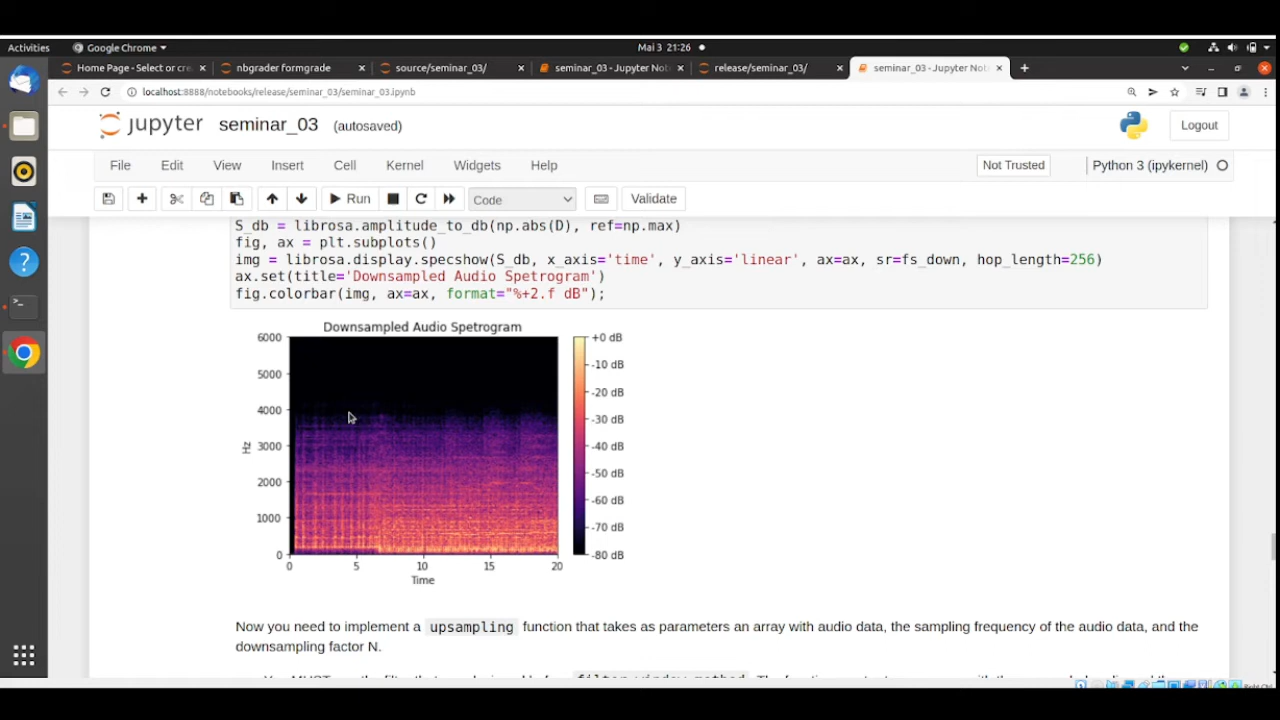 Activities Google Chrome Mai 3 21:26
Home Page - Select or cre nbgrader formgrade source/seminar_03/ seminar_03 - Jupyter Not release/seminar_03/ seminar_03 - Jupyter Not
localhost:8888/notebooks/release/seminar_03/seminar_03.ipynb
jupyter seminar_03 (autosaved) Logout
File Edit View Insert Cell Kernel Widgets Help Not Trusted Python 3 (ipykernel)
Run Code Validate
S_db = librosa.amplitude_to_db(np.abs(D), ref=np.max)
fig, ax = plt.subplots()
img = librosa.display.specshow(S_db, x_axis='time', y_axis='linear', ax=ax, sr=fs_down, hop_length=256)
ax.set(title='Downsampled Audio Spetrogram')
fig.colorbar(img, ax=ax, format="%+2.f dB");
Downsampled Audio Spetrogram
6000 +0 dB
5000 -10 dB
4000 -20 dB
-30 dB
Hz 3000 -40 dB
2000 -50 dB
-60 dB
1000 -70 dB
0 -80 dB
0 5 10 15 20
Time
Now you need to implement a upsampling function that takes as parameters an array with audio data, the sampling frequency of the audio data, and the
downsampling factor N.